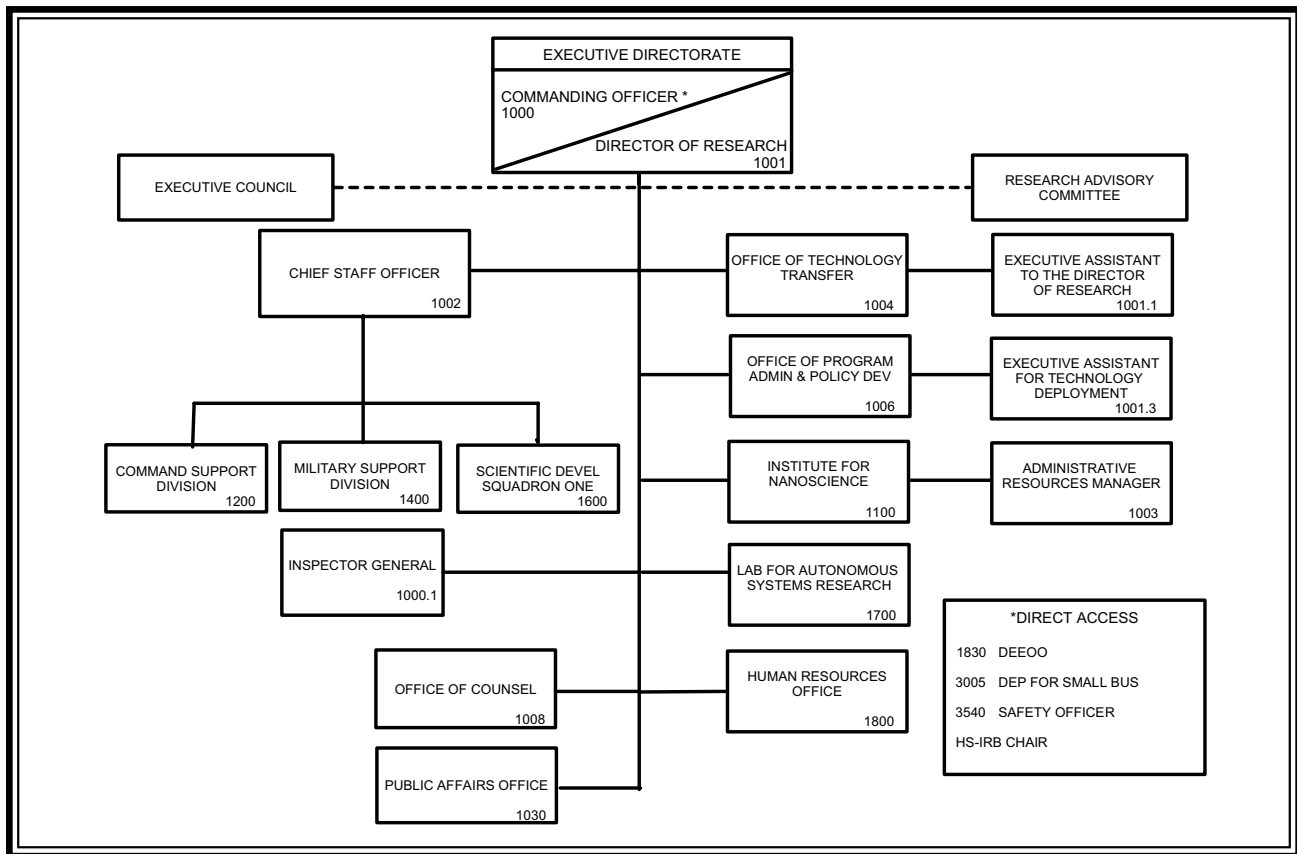 EXECUTIVE DIRECTORATE
COMMANDING OFFICER *
1000
DIRECTOR OF RESEARCH
1001
EXECUTIVE COUNCIL
RESEARCH ADVISORY
COMMITTEE
CHIEF STAFF OFFICER
1002
OFFICE OF TECHNOLOGY
TRANSFER
1004
EXECUTIVE ASSISTANT
TO THE DIRECTOR
OF RESEARCH
1001.1
OFFICE OF PROGRAM
ADMIN & POLICY DEV
1006
EXECUTIVE ASSISTANT
FOR TECHNOLOGY
DEPLOYMENT
1001.3
COMMAND SUPPORT
DIVISION
1200
MILITARY SUPPORT
DIVISION
1400
SCIENTIFIC DEVEL
SQUADRON ONE
1600
INSTITUTE FOR
NANOSCIENCE
1100
ADMINISTRATIVE
RESOURCES MANAGER
1003
INSPECTOR GENERAL
1000.1
LAB FOR AUTONOMOUS
SYSTEMS RESEARCH
1700
OFFICE OF COUNSEL
1008
HUMAN RESOURCES
OFFICE
1800
PUBLIC AFFAIRS OFFICE
1030
*DIRECT ACCESS
1830 DEEOO
3005 DEP FOR SMALL BUS
3540 SAFETY OFFICER
HS-IRB CHAIR